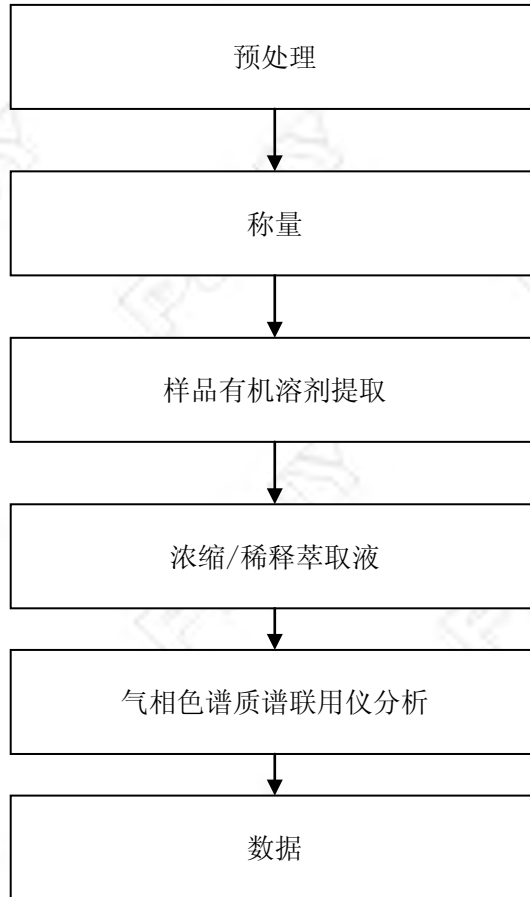 预处理
称量
样品有机溶剂提取
浓缩/稀释萃取液
气相色谱质谱联用仪分析
数据